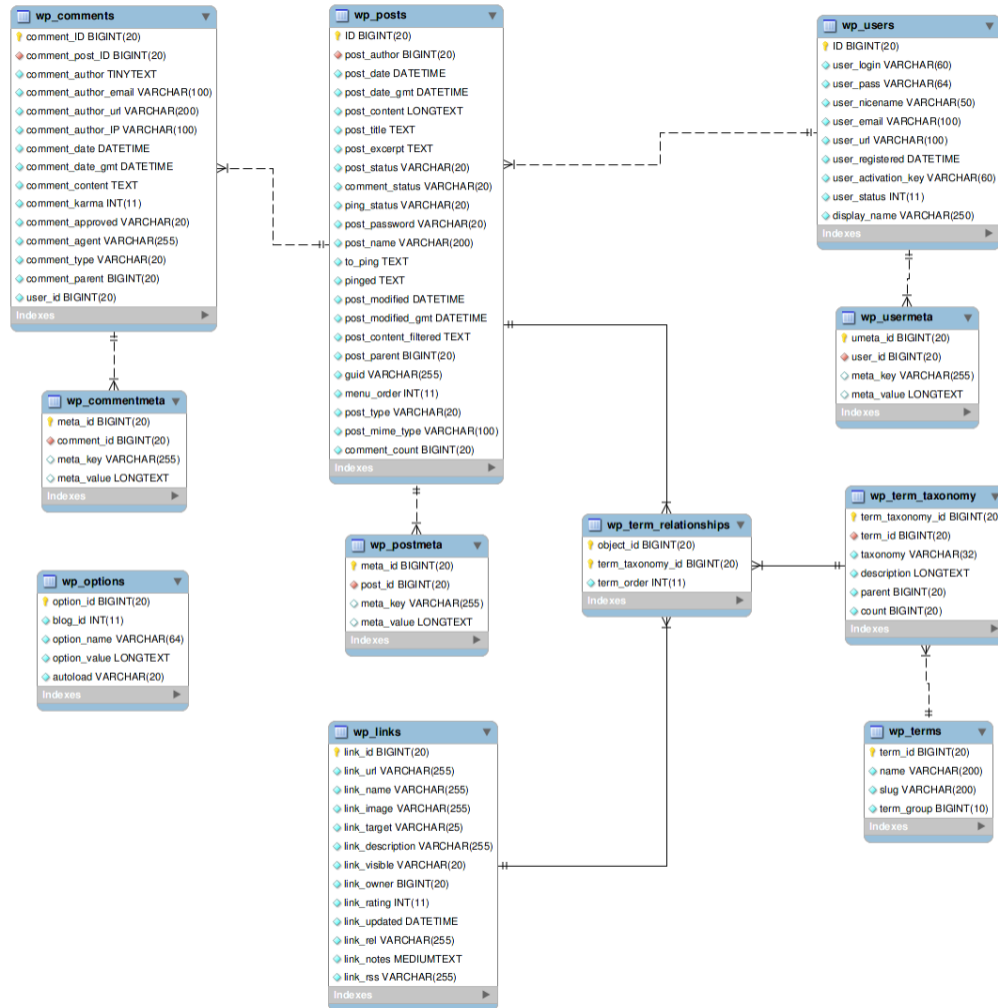 wp_comments
comment_ID BIGINT(20)
comment_post_ID BIGINT(20)
comment_author TINYTEXT
comment_author_email VARCHAR(100)
comment_author_url VARCHAR(200)
comment_author_IP VARCHAR(100)
comment_date DATETIME
comment_date_gmt DATETIME
comment_content TEXT
comment_karma INT(11)
comment_approved VARCHAR(20)
comment_agent VARCHAR(255)
comment_type VARCHAR(20)
comment_parent BIGINT(20)
user_id BIGINT(20)
Indexes
wp_posts
ID BIGINT(20)
post_author BIGINT(20)
post_date DATETIME
post_date_gmt DATETIME
post_content LONGTEXT
post_title TEXT
post_excerpt TEXT
post_status VARCHAR(20)
comment_status VARCHAR(20)
ping_status VARCHAR(20)
post_password VARCHAR(20)
post_name VARCHAR(200)
to_ping TEXT
pinged TEXT
post_modified DATETIME
post_modified_gmt DATETIME
post_content_filtered TEXT
post_parent BIGINT(20)
guid VARCHAR(255)
menu_order INT(11)
post_type VARCHAR(20)
post_mime_type VARCHAR(100)
comment_count BIGINT(20)
Indexes
wp_users
ID BIGINT(20)
user_login VARCHAR(60)
user_pass VARCHAR(64)
user_nicename VARCHAR(50)
user_email VARCHAR(100)
user_url VARCHAR(100)
user_registered DATETIME
user_activation_key VARCHAR(60)
user_status INT(11)
display_name VARCHAR(250)
Indexes
wp_usermeta
umeta_id BIGINT(20)
user_id BIGINT(20)
meta_key VARCHAR(255)
meta_value LONGTEXT
Indexes
wp_commentmeta
meta_id BIGINT(20)
comment_id BIGINT(20)
meta_key VARCHAR(255)
meta_value LONGTEXT
Indexes
wp_postmeta
meta_id BIGINT(20)
post_id BIGINT(20)
meta_key VARCHAR(255)
meta_value LONGTEXT
Indexes
wp_term_relationships
object_id BIGINT(20)
term_taxonomy_id BIGINT(20)
term_order INT(11)
Indexes
wp_term_taxonomy
term_taxonomy_id BIGINT(20
term_id BIGINT(20)
taxonomy VARCHAR(32)
description LONGTEXT
parent BIGINT(20)
count BIGINT(20)
Indexes
wp_options
option_id BIGINT(20)
blog_id INT(11)
option_name VARCHAR(64)
option_value LONGTEXT
autoload VARCHAR(20)
Indexes
wp_links
link_id BIGINT(20)
link_url VARCHAR(255)
link_name VARCHAR(255)
link_image VARCHAR(255)
link_target VARCHAR(25)
link_description VARCHAR(255)
link_visible VARCHAR(20)
link_owner BIGINT(20)
link_rating INT(11)
link_updated DATETIME
link_rel VARCHAR(255)
link_notes MEDIUMTEXT
link_rss VARCHAR(255)
Indexes
wp_terms
term_id BIGINT(20)
name VARCHAR(200)
slug VARCHAR(200)
term_group BIGINT(10)
Indexes